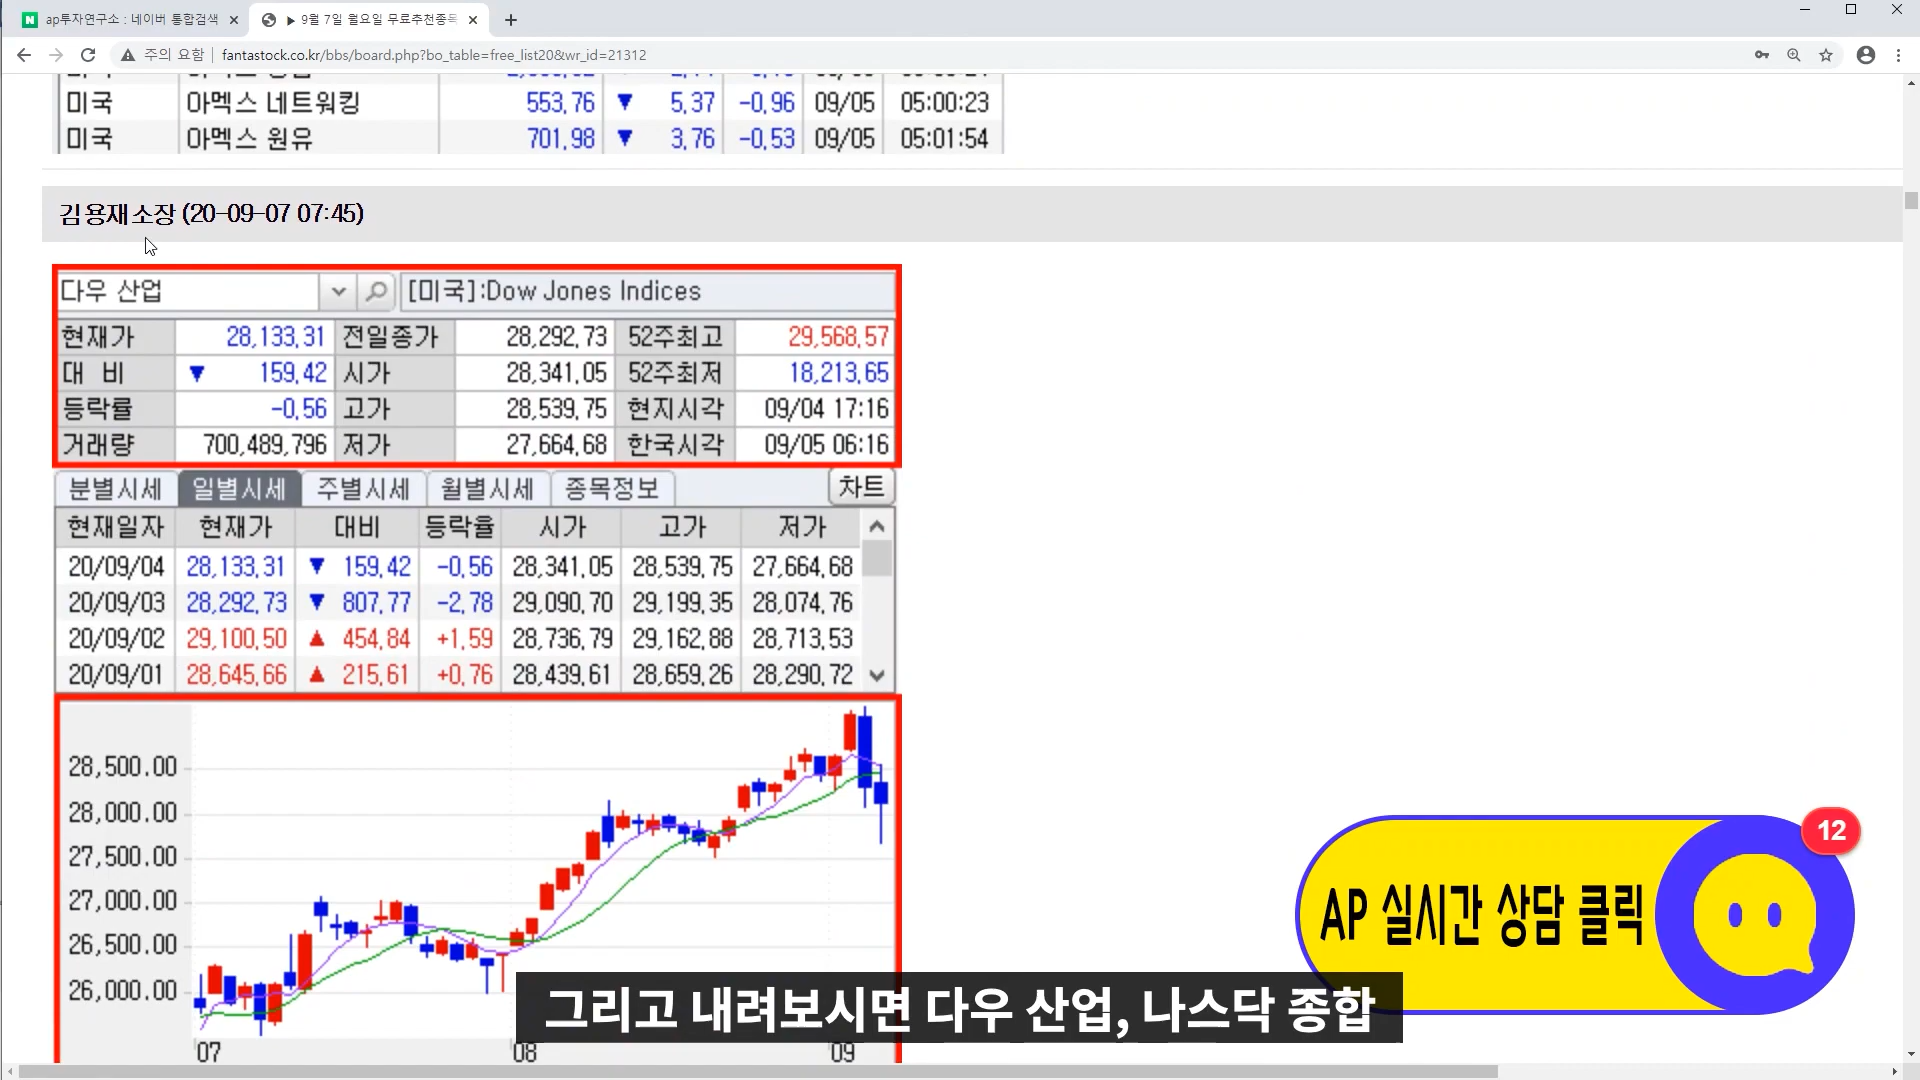 ap투자연구소 : 네이버 통합검색
▶ 9월 7일 월요일 무료추천종목
주의 요함 | fantastock.co.kr/bbs/board.php?bo_table=free_list20&wr_id=21312
미국 아멕스 네트워킹 553,76 ▼ 5,37 -0,96 09/05 05:00:23
미국 아멕스 원유 701,98 ▼ 3,76 -0,53 09/05 05:01:54
김용재소장 (20-09-07 07:45)
다우 산업 [미국]:Dow Jones Indices
현재가 28,133,31 전일종가 28,292,73 52주최고 29,568,57
대 비 ▼ 159,42 시가 28,341,05 52주최저 18,213,65
등락률 -0,56 고가 28,539,75 현지시각 09/04 17:16
거래량 700,489,796 저가 27,664,68 한국시각 09/05 06:16
분별시세 일별시세 주별시세 월별시세 종목정보 차트
현재일자 현재가 대비 등락율 시가 고가 저가
20/09/04 28,133,31 ▼ 159,42 -0,56 28,341,05 28,539,75 27,664,68
20/09/03 28,292,73 ▼ 807,77 -2,78 29,090,70 29,199,35 28,074,76
20/09/02 29,100,50 ▲ 454,84 +1,59 28,736,79 29,162,88 28,713,53
20/09/01 28,645,66 ▲ 215,61 +0,76 28,439,61 28,659,26 28,290,72
28,500.00
28,000.00
27,500.00
27,000.00
26,500.00
26,000.00
07 08 09
12
AP 실시간 상담 클릭
그리고 내려보시면 다우 산업, 나스닥 종합